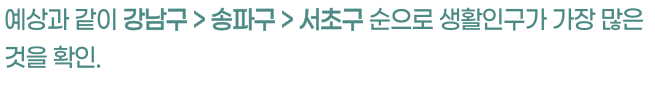 예상과 같이 강남구 > 송파구 > 서초구 순으로 생활인구가 가장 많은
것을 확인.